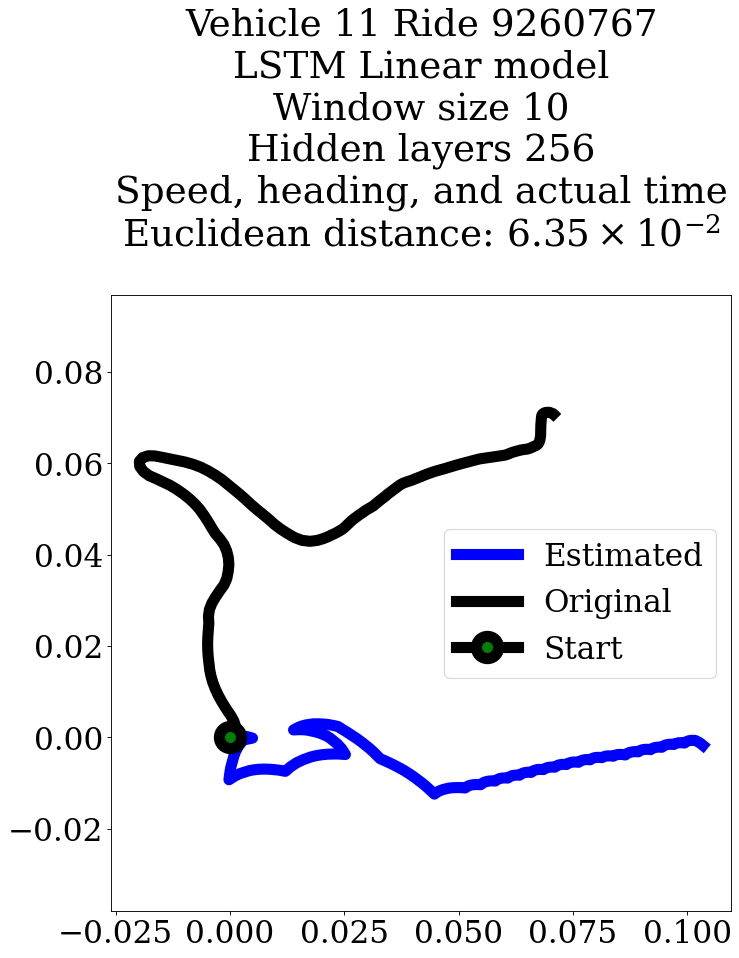 Vehicle 11 Ride 9260767
LSTM Linear model
Window size 10
Hidden layers 256
Speed, heading, and actual time
Euclidean distance: 6.35 × 10⁻²
0.08
0.06
0.04
0.02
0.00
−0.02
Estimated
Original
Start
−0.025 0.000 0.025 0.050 0.075 0.100